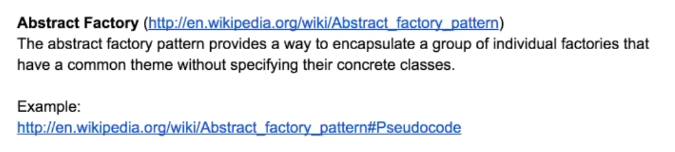 Abstract Factory (http://en.wikipedia.org/wiki/Abstract_factory_pattern)
The abstract factory pattern provides a way to encapsulate a group of individual factories that
have a common theme without specifying their concrete classes.
Example:
http://en.wikipedia.org/wiki/Abstract_factory_pattern#Pseudocode